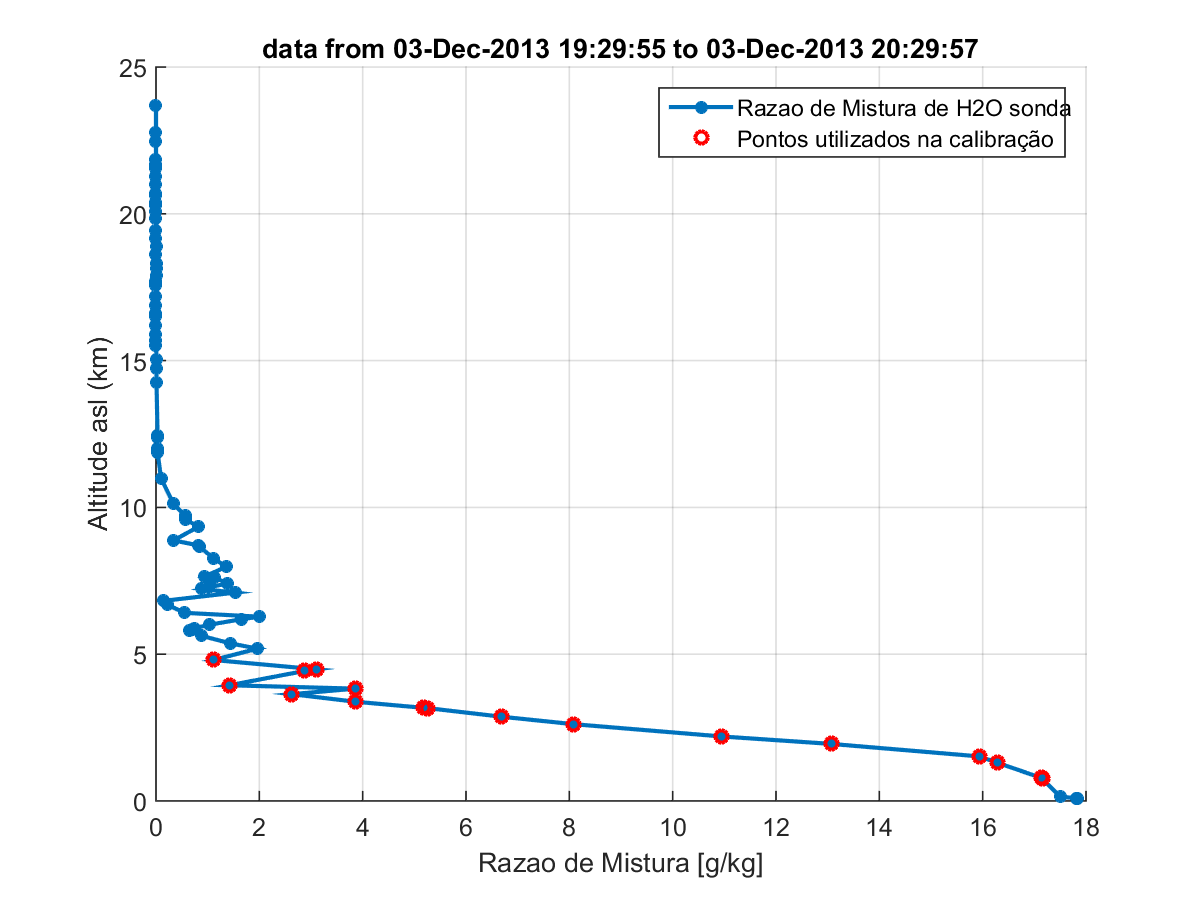 data from 03-Dec-2013 19:29:55 to 03-Dec-2013 20:29:57
Razao de Mistura de H2O sonda
Pontos utilizados na calibração
Altitude asl (km)
25
20
15
10
5
0
0 2 4 6 8 10 12 14 16 18
Razao de Mistura [g/kg]